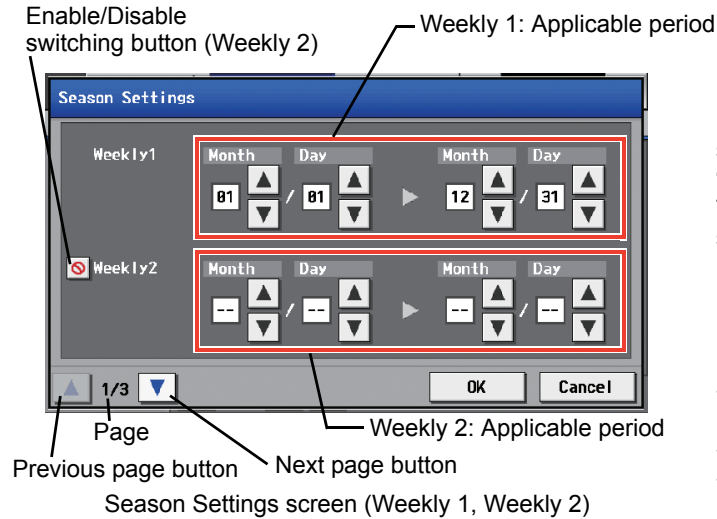 Enable/Disable
switching button (Weekly 2)
Weekly 1: Applicable period
Season Settings
Weekly1
Month Day Month Day
01 / 01 12 / 31
Weekly2
Month Day Month Day
-- / -- -- / --
1/3 OK Cancel
Page
Weekly 2: Applicable period
Previous page button
Next page button
Season Settings screen (Weekly 1, Weekly 2)